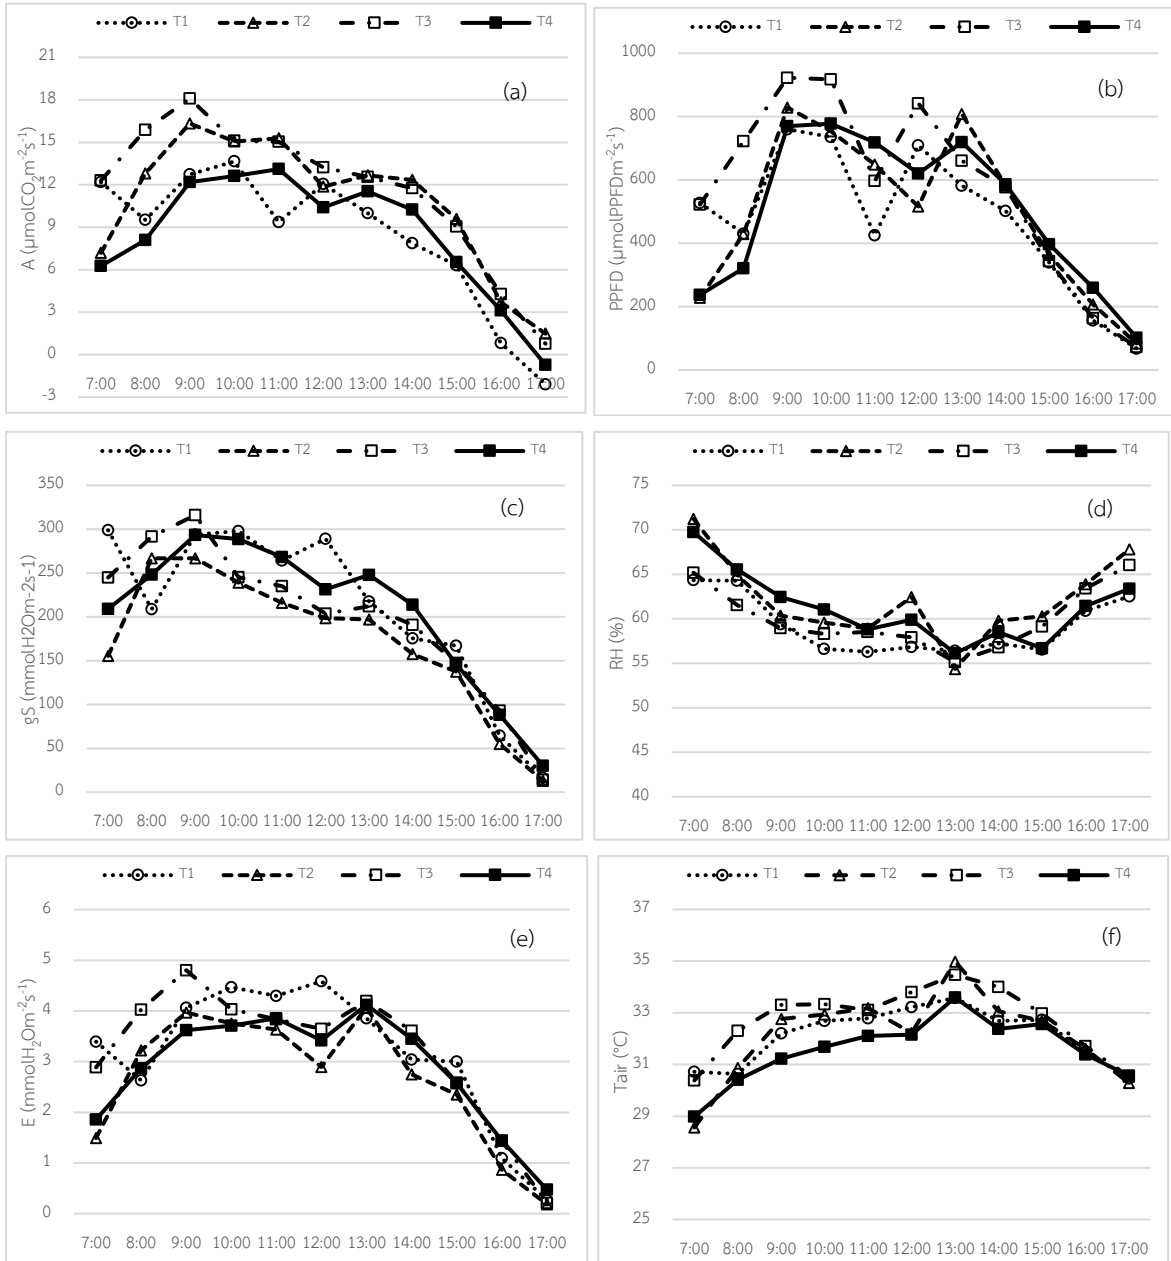 T1 T2 T3 T4
(a)
A (µmolCO2m-2s-1)
21
18
15
12
9
6
3
0
-3
7:00 8:00 9:00 10:00 11:00 12:00 13:00 14:00 15:00 16:00 17:00
T1 T2 T3 T4
(b)
PPFD (µmolPPFDm-2s-1)
1000
800
600
400
200
0
7:00 8:00 9:00 10:00 11:00 12:00 13:00 14:00 15:00 16:00 17:00
T1 T2 T3 T4
(c)
gS (mmolH2Om-2s-1)
350
300
250
200
150
100
50
0
7:00 8:00 9:00 10:00 11:00 12:00 13:00 14:00 15:00 16:00 17:00
T1 T2 T3 T4
(d)
RH (%)
75
70
65
60
55
50
45
40
7:00 8:00 9:00 10:00 11:00 12:00 13:00 14:00 15:00 16:00 17:00
T1 T2 T3 T4
(e)
E (mmolH2Om-2s-1)
6
5
4
3
2
1
0
7:00 8:00 9:00 10:00 11:00 12:00 13:00 14:00 15:00 16:00 17:00
T1 T2 T3 T4
(f)
Tair (°C)
37
35
33
31
29
27
25
7:00 8:00 9:00 10:00 11:00 12:00 13:00 14:00 15:00 16:00 17:00